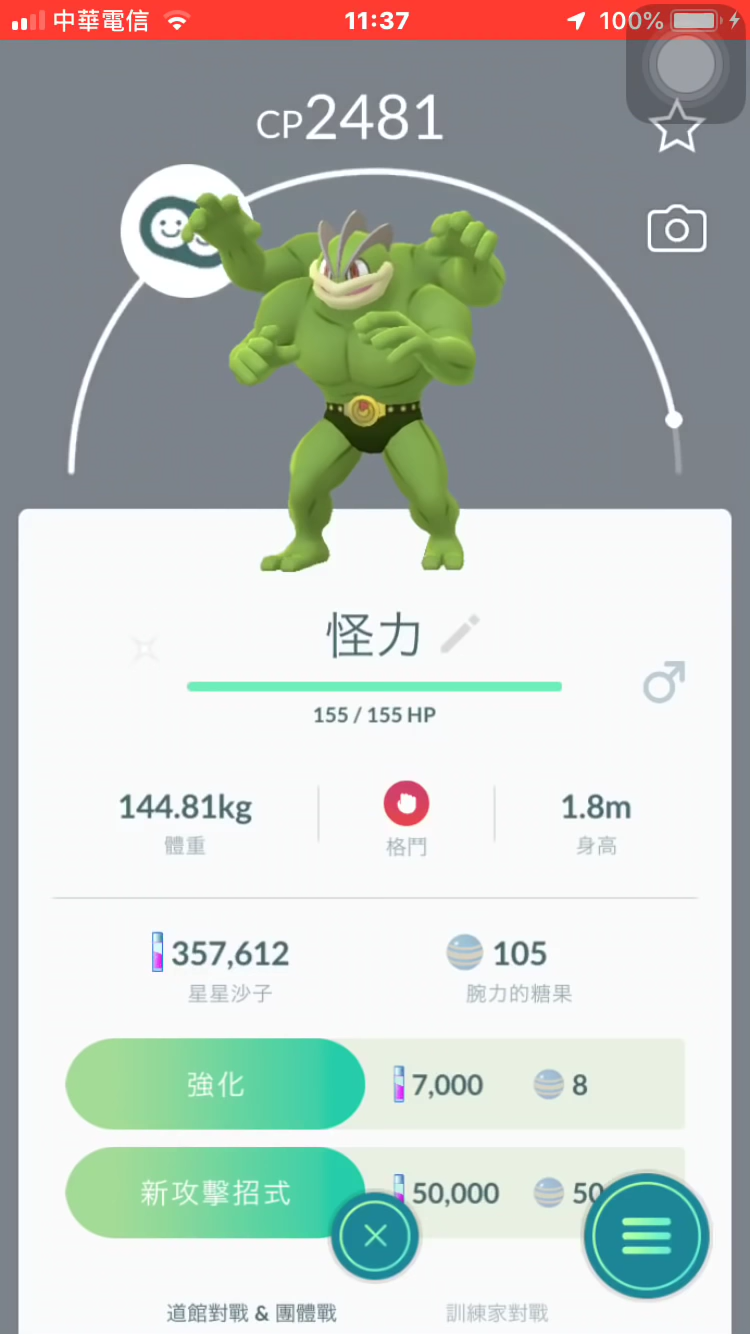 中華電信 11:37 100%
CP2481
怪力
155 / 155 HP
144.81kg 1.8m
體重 格鬥 身高
357,612 105
星星沙子 腕力的糖果
強化 7,000 8
新攻擊招式 50,000 50
道館對戰 & 團體戰 訓練家對戰